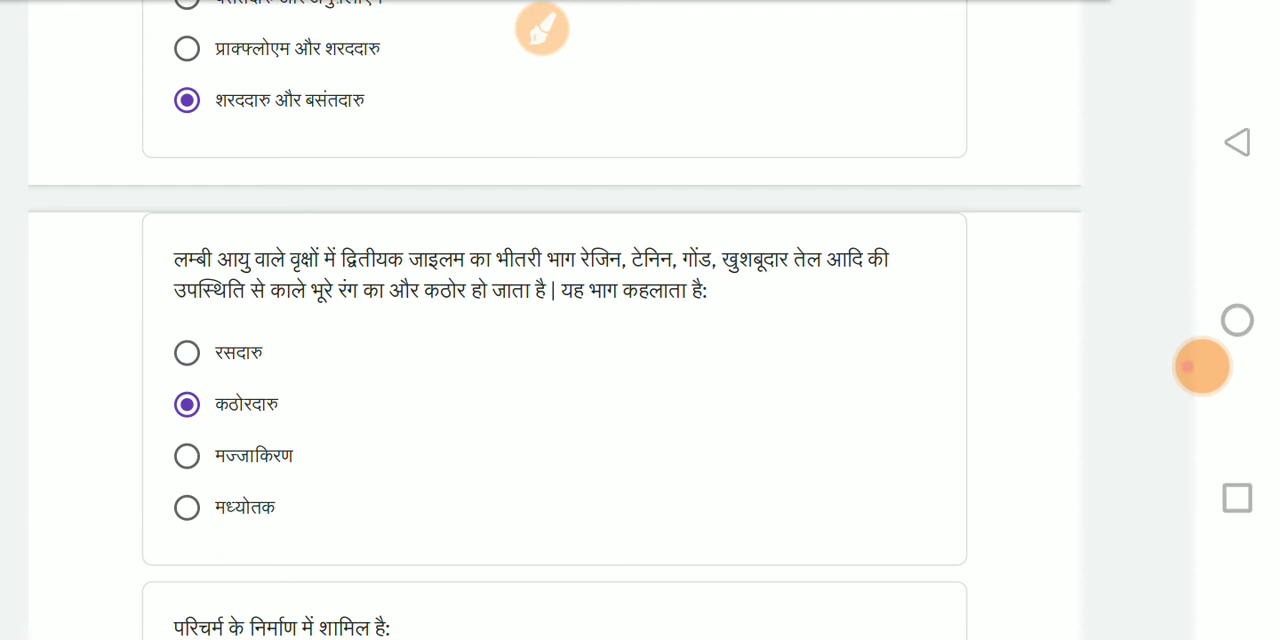 प्राक्फ्लोएम और शरददारु
शरददारु और बसंतदारु
लम्बी आयु वाले वृक्षों में द्वितीयक जाइलम का भीतरी भाग रेजिन, टेनिन, गोंड, खुशबूदार तेल आदि की
उपस्थिति से काले भूरे रंग का और कठोर हो जाता है | यह भाग कहलाता है:
रसदारु
कठोरदारु
मज्जाकिरण
मध्योतक
परिचर्म के निर्माण में शामिल है: